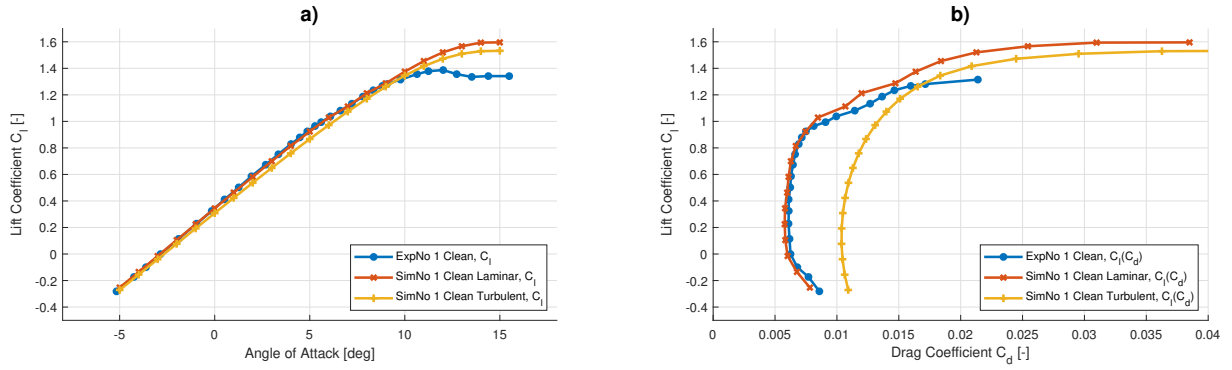 a)
1.6
1.4
1.2
1
0.8
0.6
0.4
0.2
0
-0.2
-0.4
Lift Coefficient C_l [-]
-5 0 5 10 15
Angle of Attack [deg]
ExpNo 1 Clean, C_l
SimNo 1 Clean Laminar, C_l
SimNo 1 Clean Turbulent, C_l
b)
1.6
1.4
1.2
1
0.8
0.6
0.4
0.2
0
-0.2
-0.4
Lift Coefficient C_l [-]
0 0.005 0.01 0.015 0.02 0.025 0.03 0.035 0.04
Drag Coefficient C_d [-]
ExpNo 1 Clean, C_l(C_d)
SimNo 1 Clean Laminar, C_l(C_d)
SimNo 1 Clean Turbulent, C_l(C_d)